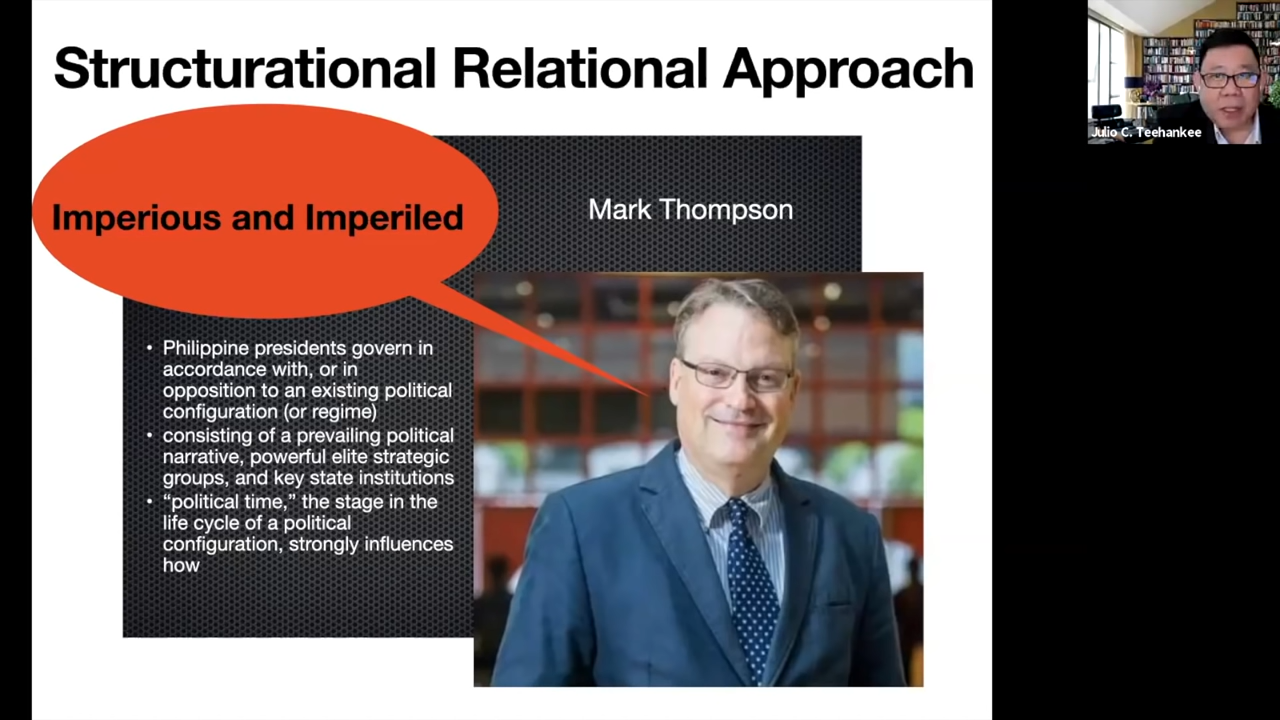 Structurational Relational Approach
Imperious and Imperiled
Mark Thompson
• Philippine presidents govern in
accordance with, or in
opposition to an existing political
configuration (or regime)
• consisting of a prevailing political
narrative, powerful elite strategic
groups, and key state institutions
• “political time,” the stage in the
life cycle of a political
configuration, strongly influences
how
Julio C. Teehankee